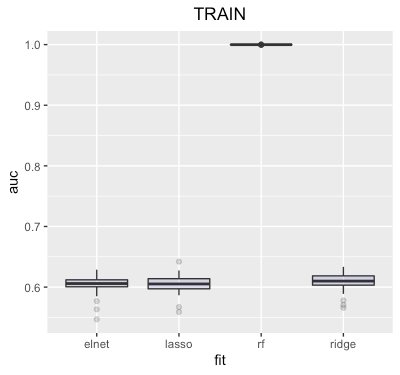 TRAIN
auc
1.0
0.9
0.8
0.7
0.6
elnet lasso rf ridge
fit